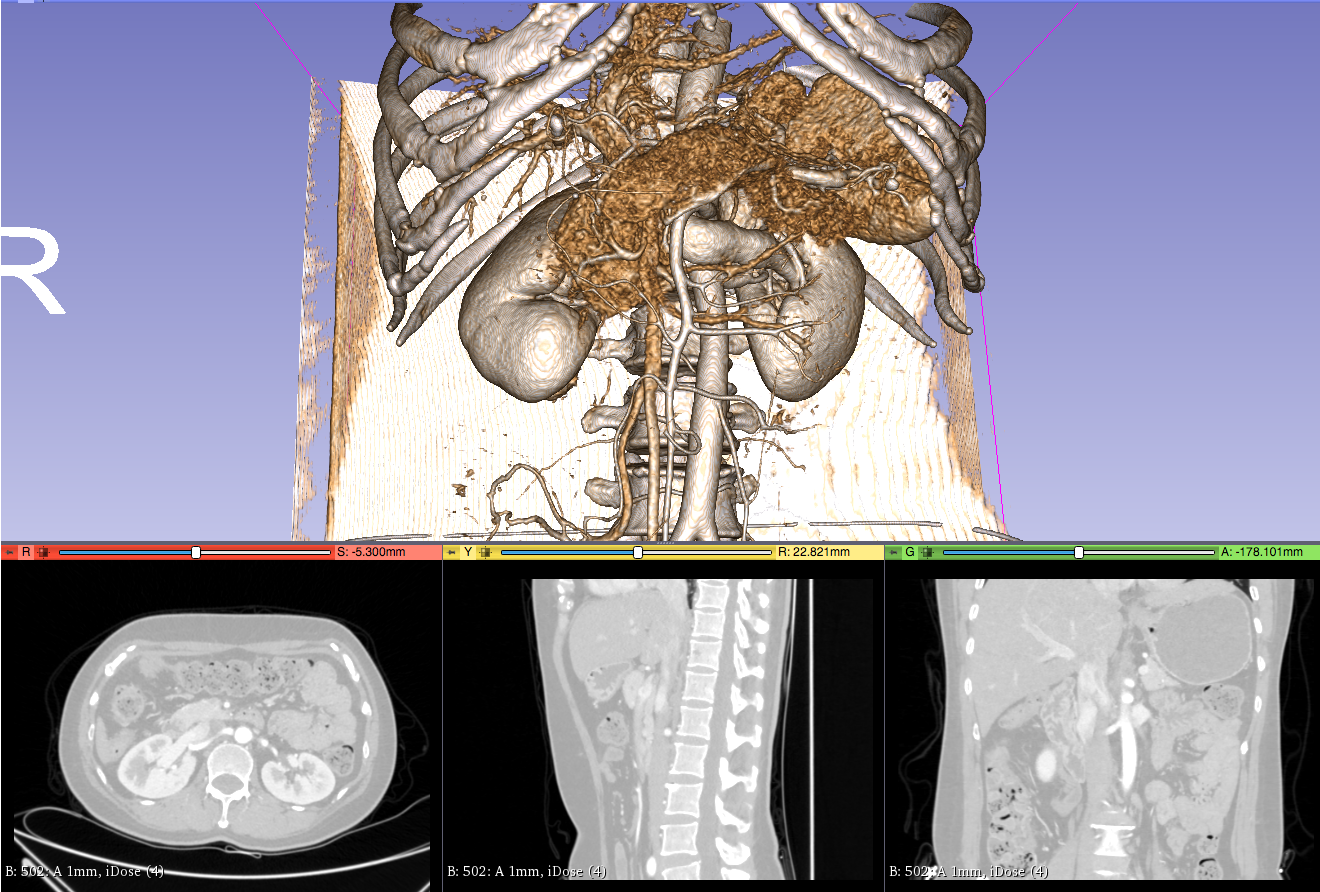 R
R S: -5.300mm
Y R: 22.821mm
G A: -178.101mm
B: 502: A 1mm, iDose (4)
B: 502: A 1mm, iDose (4)
B: 502: A 1mm, iDose (4)